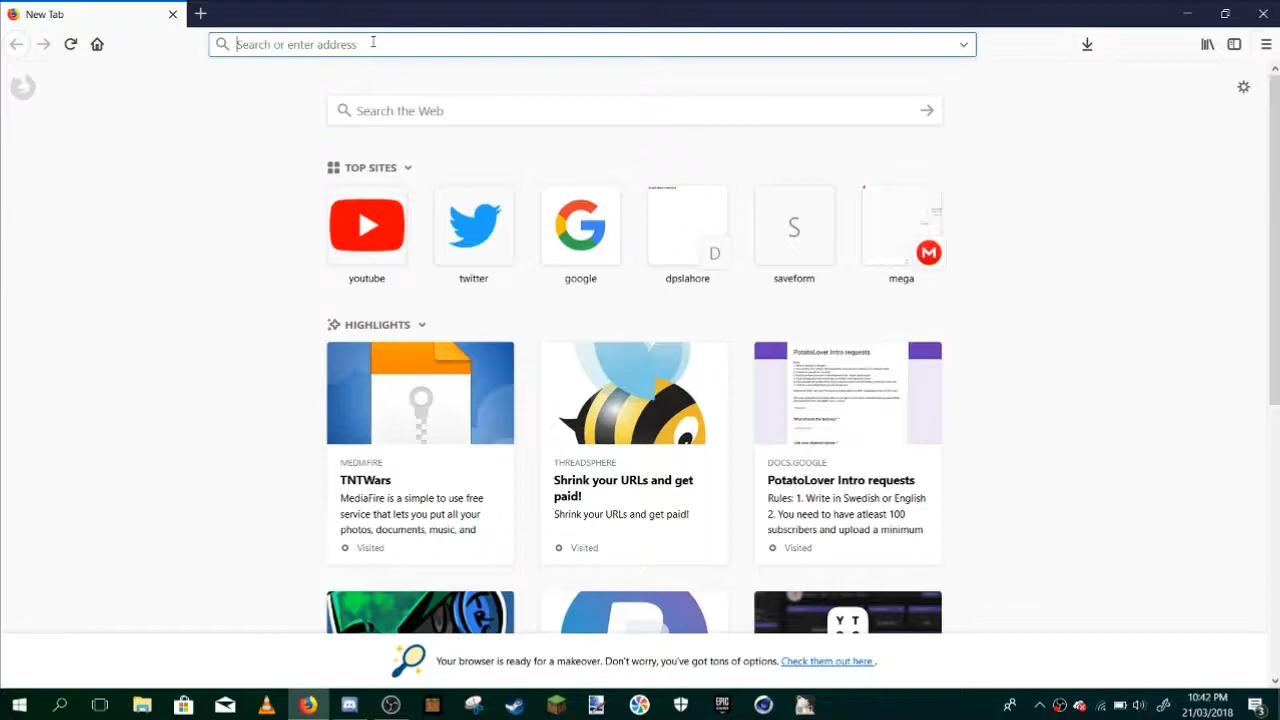 New Tab
Search or enter address
Search the Web
TOP SITES
D
S
M
youtube
twitter
google
dpslahore
saveform
mega
HIGHLIGHTS
PotatoLover Intro requests
MEDIAFIRE
TNTWars
MediaFire is a simple to use free
service that lets you put all your
photos, documents, music, and
Visited
THREADSPHERE
Shrink your URLs and get
paid!
Shrink your URLs and get paid!
Visited
DOCS.GOOGLE
PotatoLover Intro requests
Rules: 1. Write in Swedish or English
2. You need to have atleast 100
subscribers and upload a minimum
Visited
Y T
Your browser is ready for a makeover. Don't worry, you've got tons of options. Check them out here.
EPIC
10:42 PM
21/03/2018
3